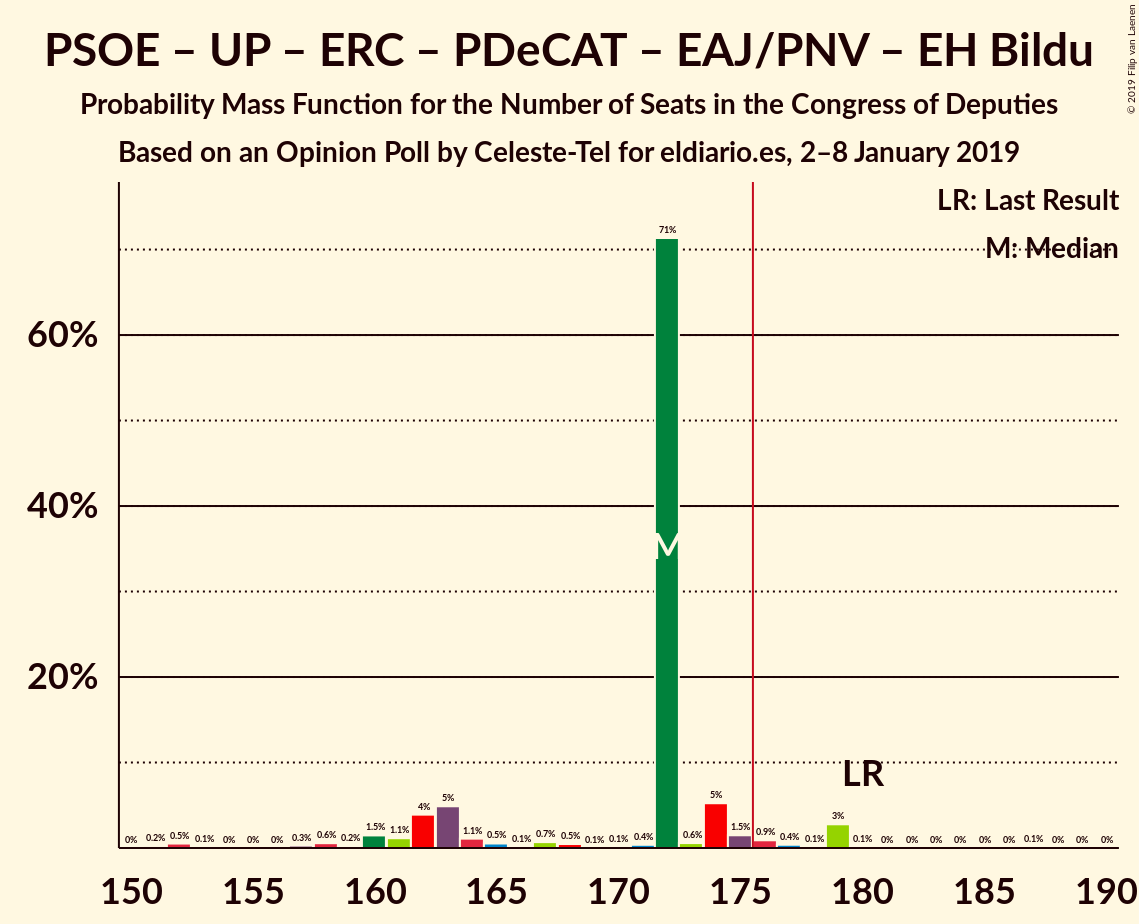 PSOE – UP – ERC – PDeCAT – EAJ/PNV – EH Bildu
Probability Mass Function for the Number of Seats in the Congress of Deputies
Based on an Opinion Poll by Celeste-Tel for eldiario.es, 2–8 January 2019
© 2019 Filip van Laenen
LR: Last Result
M: Median
60%
40%
20%
0% 0.2% 0.5% 0.1% 0% 0% 0% 0.3% 0.6% 0.2% 1.5% 1.1% 4% 5% 1.1% 0.5% 0.1% 0.7% 0.5% 0.1% 0.1% 0.4% 71% 0.6% 5% 1.5% 0.9% 0.4% 0.1% 3% 0.1% 0% 0% 0% 0% 0% 0% 0.1% 0% 0% 0%
M
LR
150 155 160 165 170 175 180 185 190